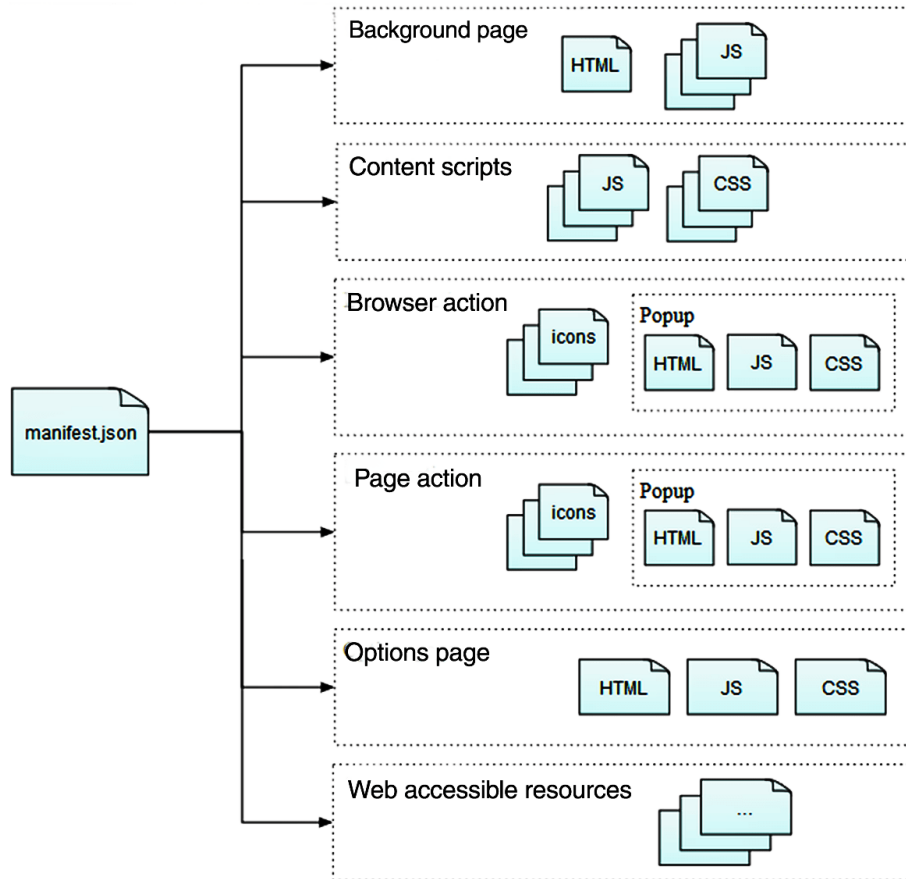 Background page
HTML
JS
Content scripts
JS
CSS
Browser action
icons
Popup
HTML
JS
CSS
manifest.json
Page action
icons
Popup
HTML
JS
CSS
Options page
HTML
JS
CSS
Web accessible resources
...